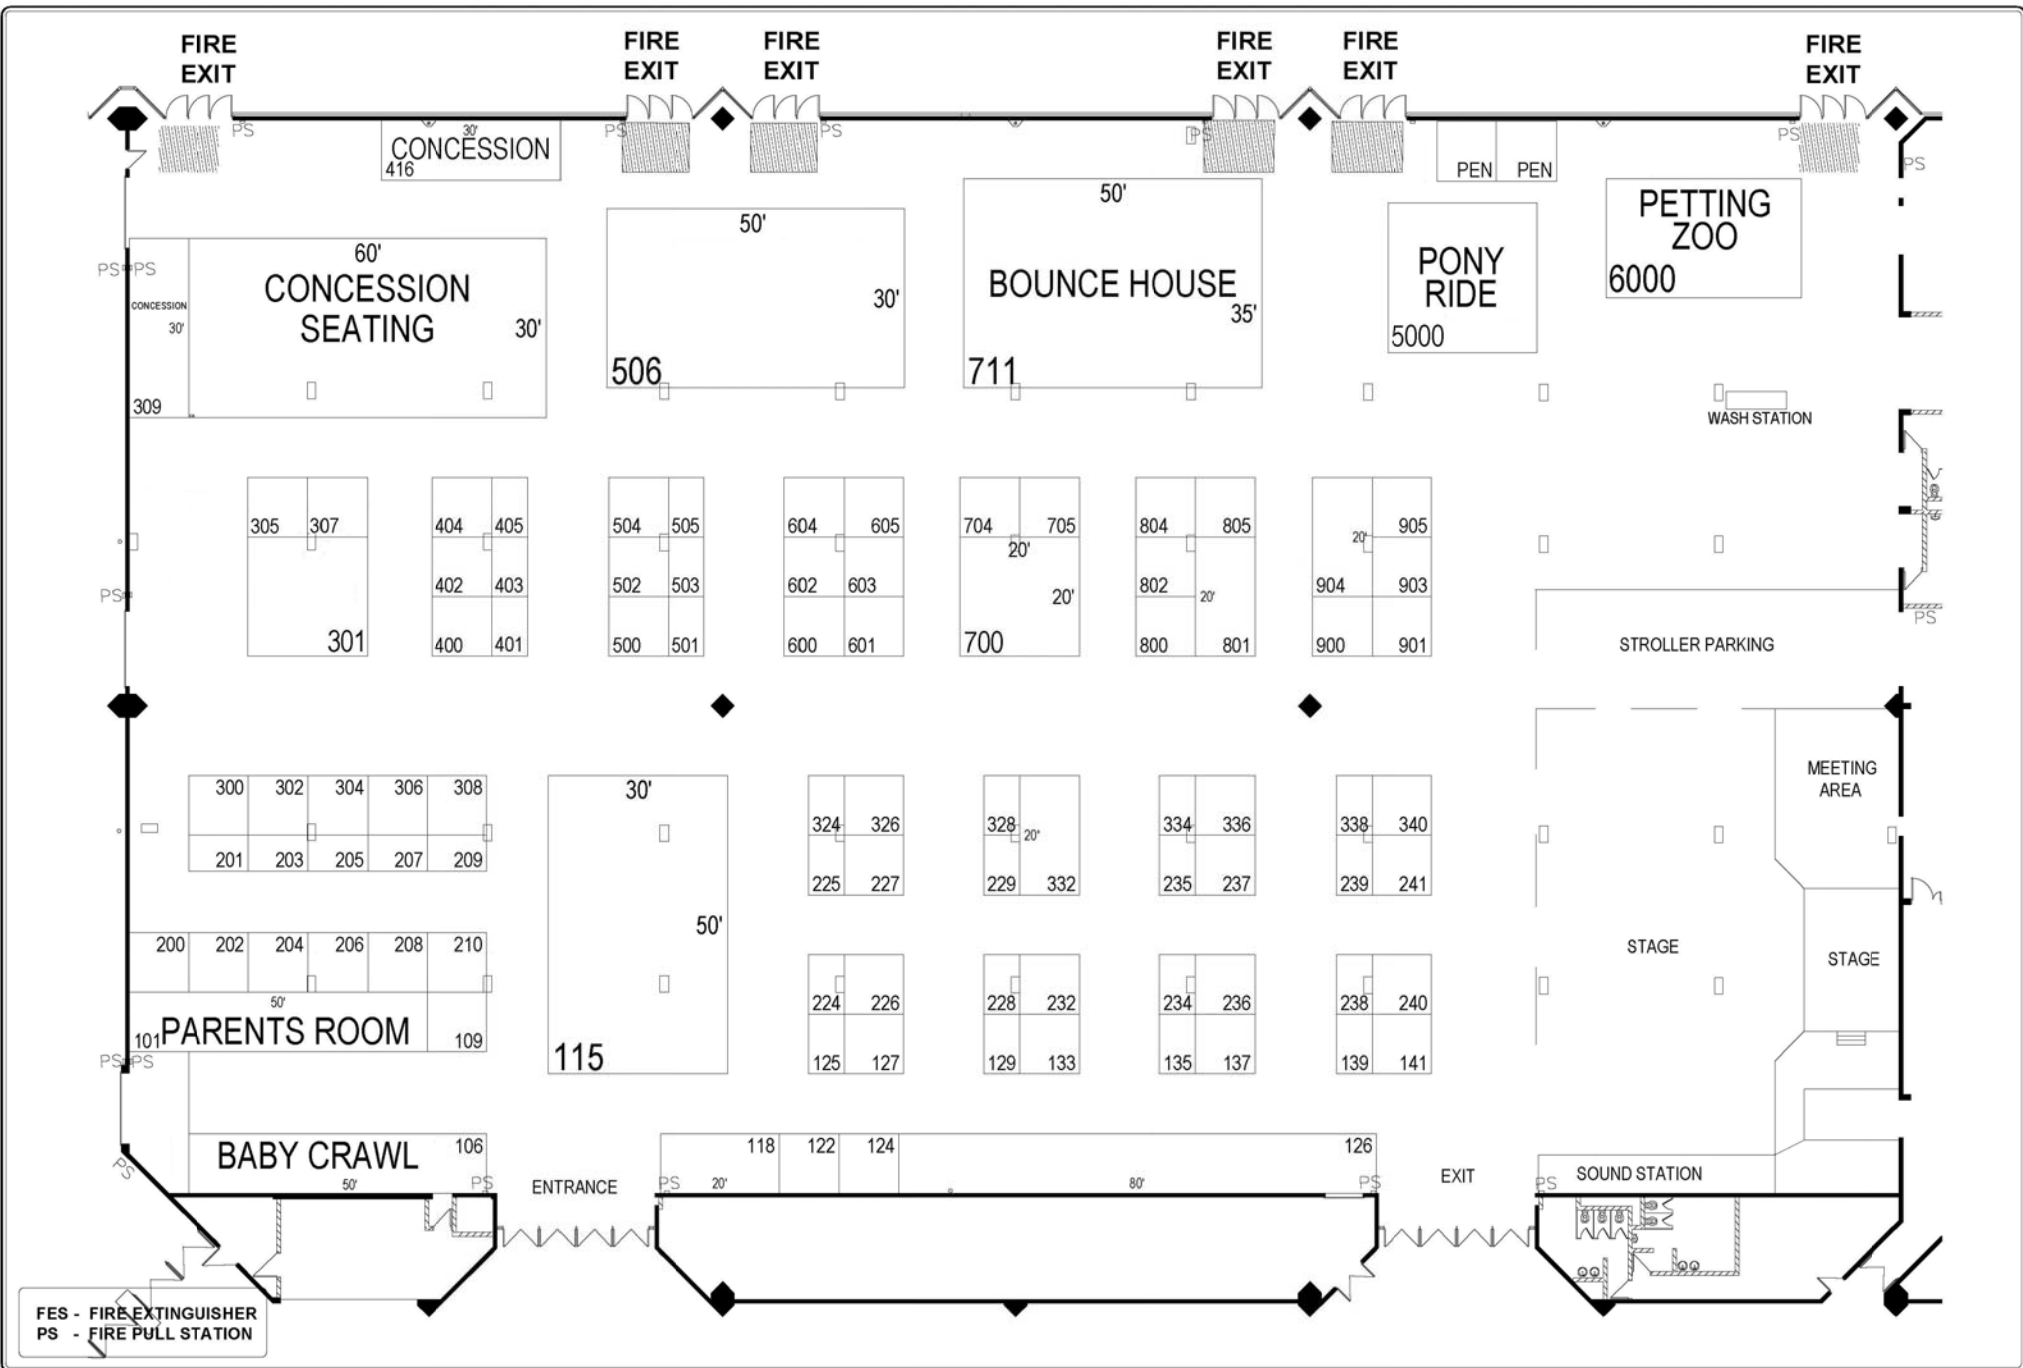 FIRE
EXIT
FIRE
EXIT
FIRE
EXIT
FIRE
EXIT
FIRE
EXIT
FIRE
EXIT
PS
PS
PS
PS
PS
PS
30'
CONCESSION
416
PEN
PEN
60'
CONCESSION
SEATING
30'
PS
PS
CONCESSION
30'
309
50'
30'
506
50'
BOUNCE HOUSE
35'
711
PONY
RIDE
5000
PETTING
ZOO
6000
WASH STATION
305
307
301
404
405
402
403
400
401
504
505
502
503
500
501
604
605
602
603
600
601
704
705
20'
20'
700
804
805
802
20'
800
801
905
20'
904
903
900
901
PS
PS
STROLLER PARKING
300
302
304
306
308
201
203
205
207
209
30'
50'
115
324
326
225
227
328
20'
229
332
334
336
235
237
338
340
239
241
MEETING
AREA
200
202
204
206
208
210
50'
101
PARENTS ROOM
109
PS
PS
224
226
125
127
228
232
129
133
234
236
135
137
238
240
139
141
STAGE
STAGE
BABY CRAWL
106
50'
PS
PS
ENTRANCE
PS
118
122
124
126
20'
80'
PS
EXIT
PS
SOUND STATION
FES - FIRE EXTINGUISHER
PS - FIRE PULL STATION